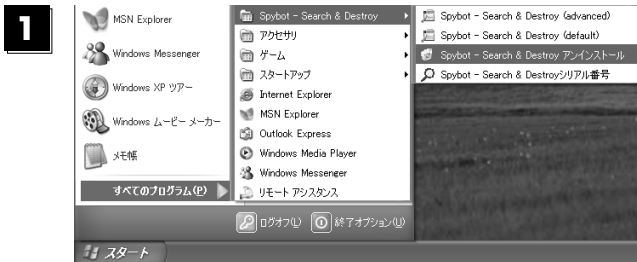 1
MSN Explorer
Windows Messenger
Windows XP ツアー
Windows ムービー メーカー
メモ帳
すべてのプログラム(P)
Spybot - Search & Destroy
アクセサリ
ゲーム
スタートアップ
Internet Explorer
MSN Explorer
Outlook Express
Windows Media Player
Windows Messenger
リモート アシスタンス
Spybot - Search & Destroy (advanced)
Spybot - Search & Destroy (default)
Spybot - Search & Destroy アンインストール
Spybot - Search & Destroyシリアル番号
ログオフ(L)
終了オプション(U)
スタート